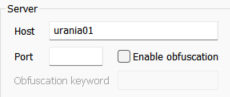 Server
Host urania01
Port Enable obfuscation
Obfuscation keyword